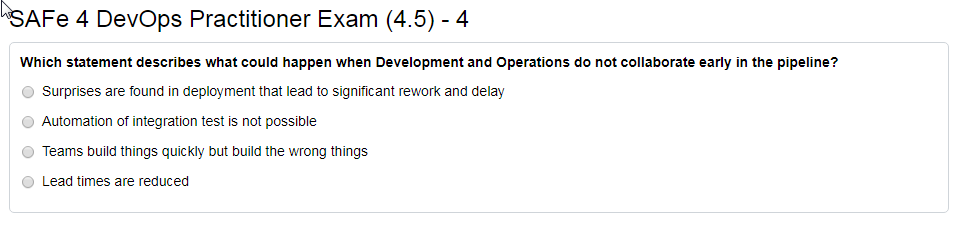 SAFe 4 DevOps Practitioner Exam (4.5) - 4
Which statement describes what could happen when Development and Operations do not collaborate early in the pipeline?
Surprises are found in deployment that lead to significant rework and delay
Automation of integration test is not possible
Teams build things quickly but build the wrong things
Lead times are reduced